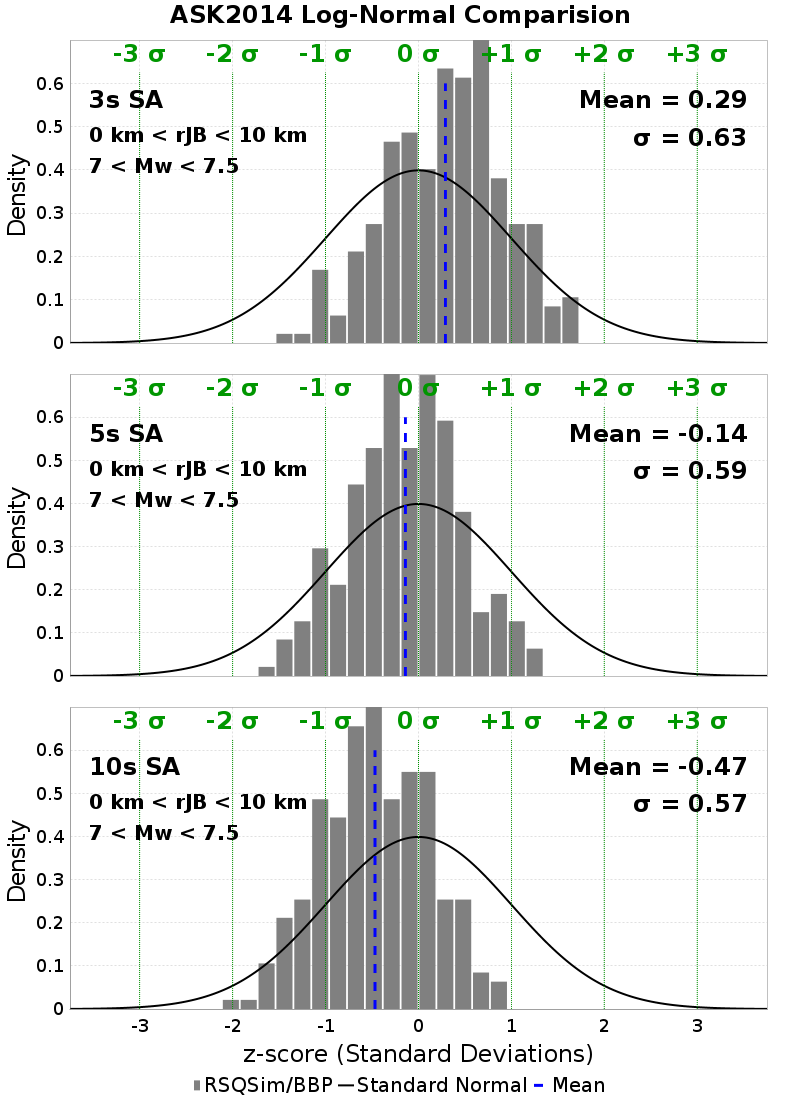 ASK2014 Log-Normal Comparision
-3 σ -2 σ -1 σ 0 σ +1 σ +2 σ +3 σ
3s SA
0 km < rJB < 10 km
7 < Mw < 7.5
Mean = 0.29
σ = 0.63
Density
0.6
0.5
0.4
0.3
0.2
0.1
0
-3 σ -2 σ -1 σ 0 σ +1 σ +2 σ +3 σ
5s SA
0 km < rJB < 10 km
7 < Mw < 7.5
Mean = -0.14
σ = 0.59
Density
0.6
0.5
0.4
0.3
0.2
0.1
0
-3 σ -2 σ -1 σ 0 σ +1 σ +2 σ +3 σ
10s SA
0 km < rJB < 10 km
7 < Mw < 7.5
Mean = -0.47
σ = 0.57
Density
0.6
0.5
0.4
0.3
0.2
0.1
0
-3 -2 -1 0 1 2 3
z-score (Standard Deviations)
RSQSim/BBP Standard Normal Mean